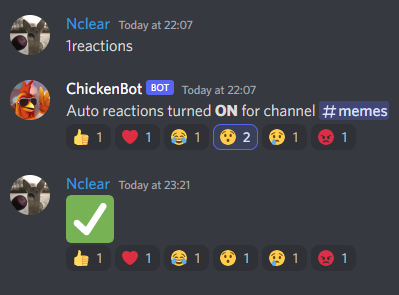 Nclear Today at 22:07
1reactions
ChickenBot BOT Today at 22:07
Auto reactions turned ON for channel #memes
1 1 1 2 1 1
Nclear Today at 23:21
1 1 1 1 1 1